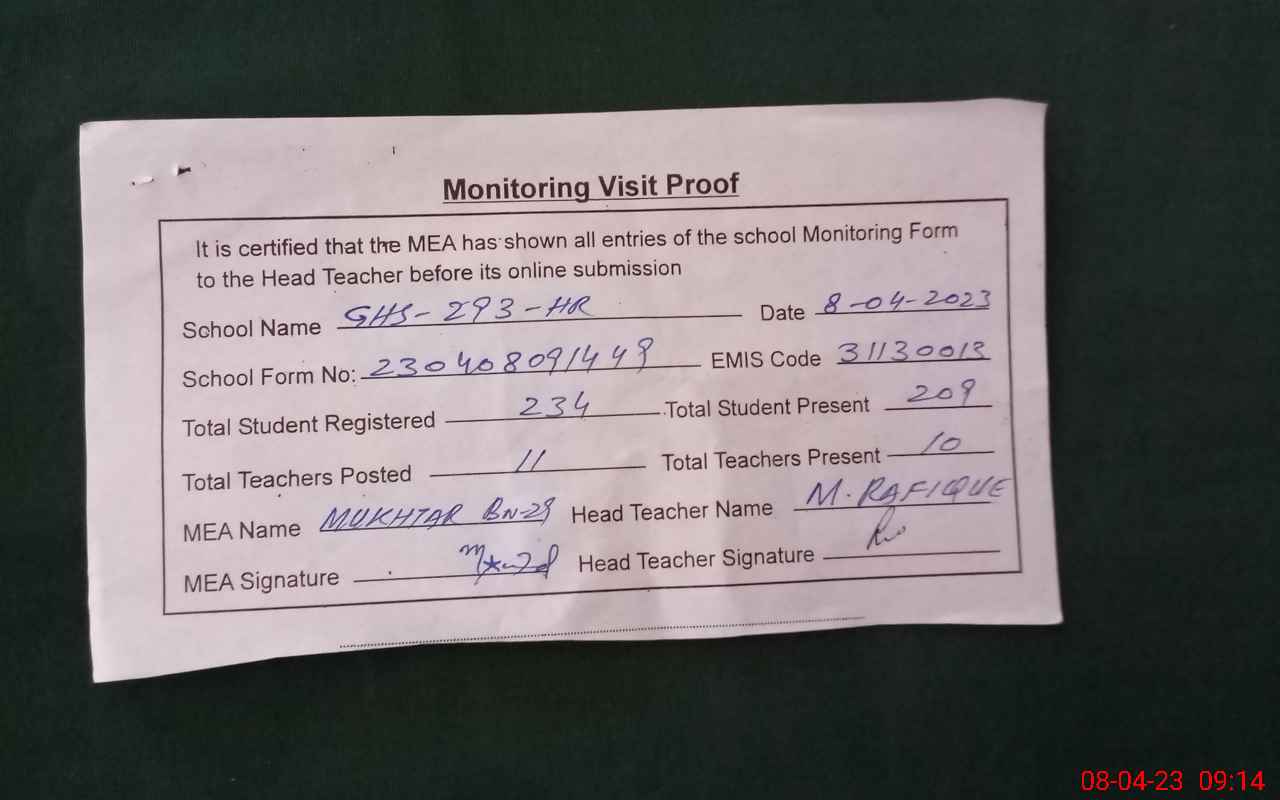 Monitoring Visit Proof
It is certified that the MEA has shown all entries of the school Monitoring Form
to the Head Teacher before its online submission
School Name GHS-293-HR Date 8-04-2023
School Form No: 230408091449 EMIS Code 31130013
Total Student Registered 234 Total Student Present 209
Total Teachers Posted 11 Total Teachers Present 10
MEA Name MUKHTAR BN-29 Head Teacher Name M. RAFIQUE
MEA Signature Head Teacher Signature
08-04-23 09:14